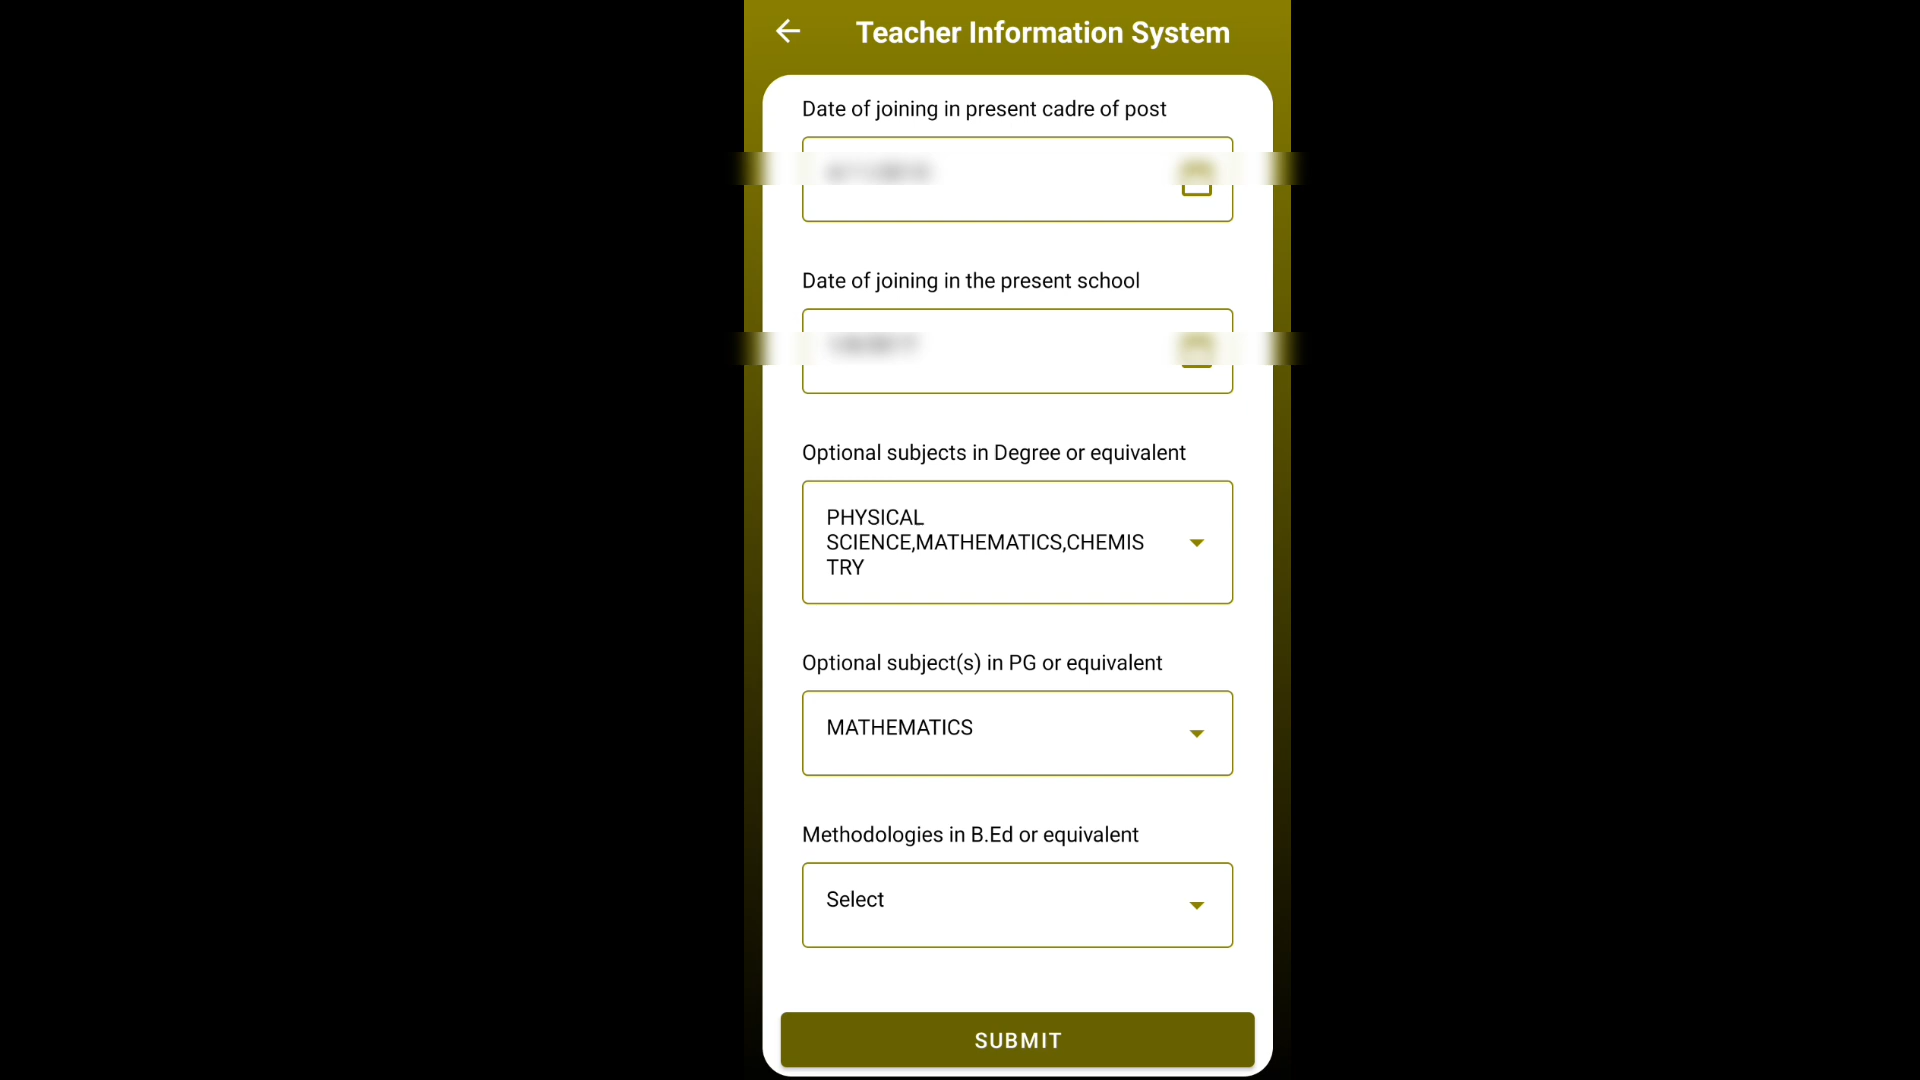 Teacher Information System
Date of joining in present cadre of post
Date of joining in the present school
Optional subjects in Degree or equivalent
PHYSICAL
SCIENCE,MATHEMATICS,CHEMIS
TRY
Optional subject(s) in PG or equivalent
MATHEMATICS
Methodologies in B.Ed or equivalent
Select
SUBMIT